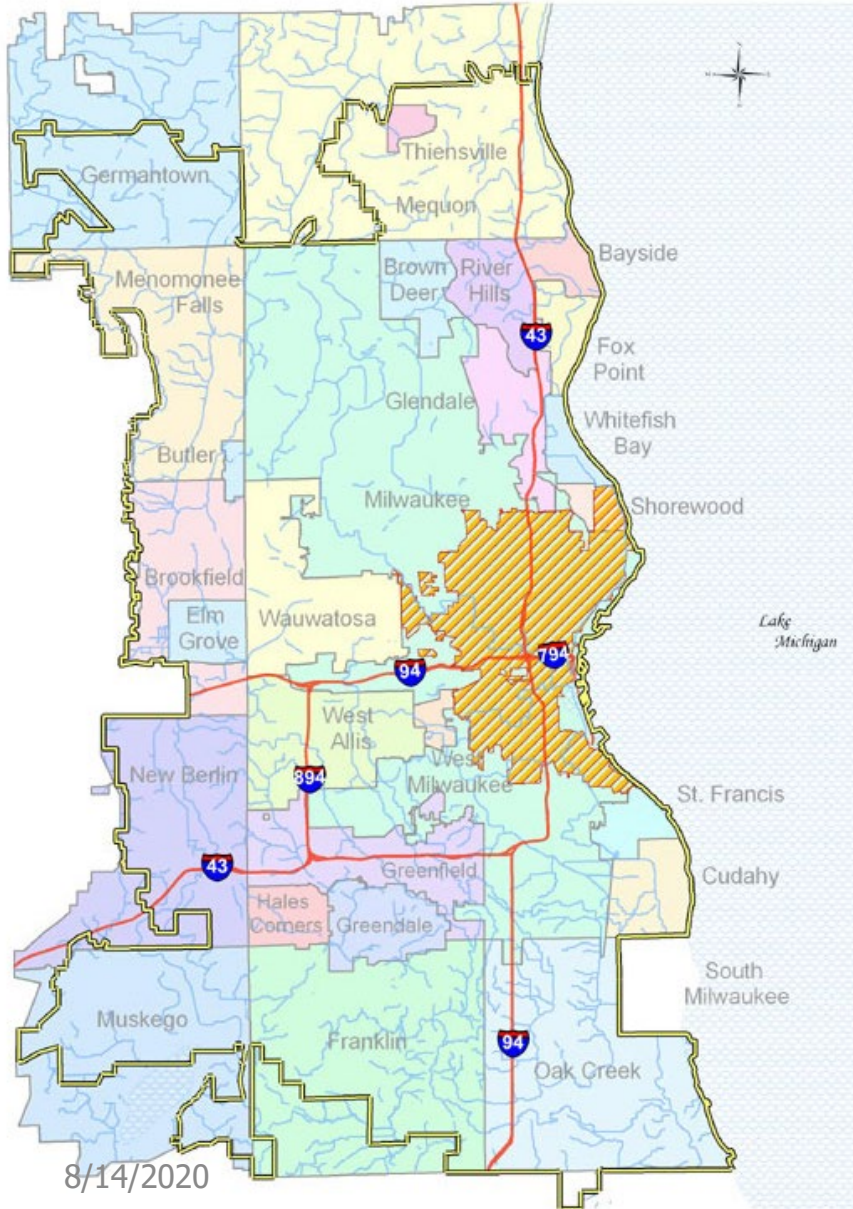 Thiensville
Germantown
Mequon
Bayside
Menomonee
Falls
Brown
Deer
River
Hills
43
Fox
Point
Glendale
Whitefish
Bay
Butler
Milwaukee
Shorewood
Brookfield
Elm
Grove
Wauwatosa
Lake
Michigan
794
94
West
Allis
New Berlin
894
West
Milwaukee
St. Francis
43
Greenfield
Cudahy
Hales
Corners
Greendale
South
Milwaukee
Muskego
Franklin
94
Oak Creek
8/14/2020